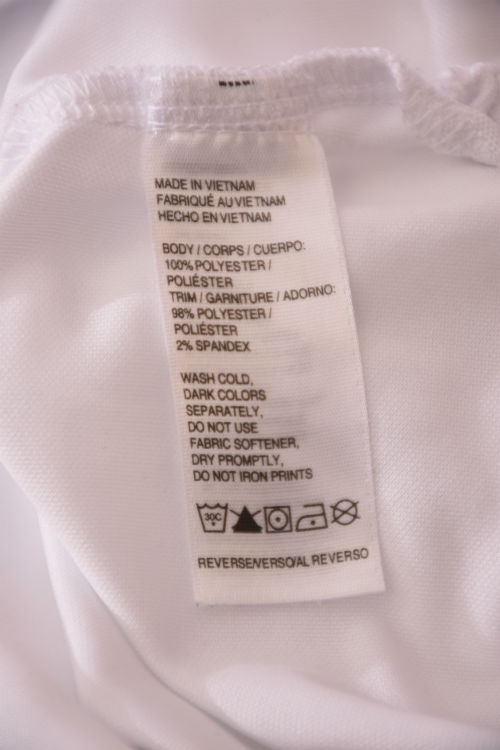 MADE IN VIETNAM
FABRIQUÉ AU VIETNAM
HECHO EN VIETNAM
BODY / CORPS / CUERPO:
100% POLYESTER /
POLIÉSTER
TRIM / GARNITURE / ADORNO:
98% POLYESTER /
POLIÉSTER
2% SPANDEX
WASH COLD,
DARK COLORS
SEPARATELY,
DO NOT USE
FABRIC SOFTENER,
DRY PROMPTLY,
DO NOT IRON PRINTS
30C
REVERSE/VERSO/AL REVERSO